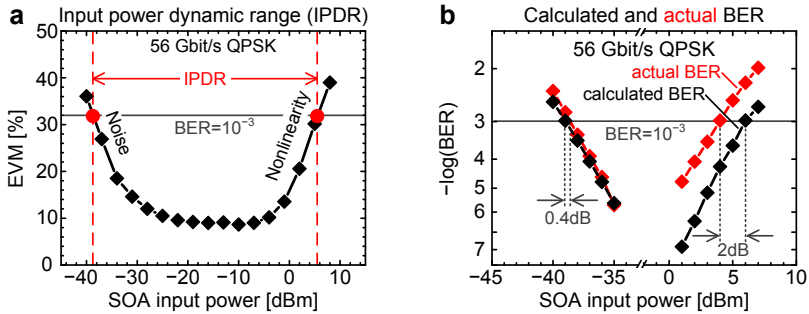 a Input power dynamic range (IPDR)
56 Gbit/s QPSK
IPDR
Noise
Nonlinearity
BER=10⁻³
EVM [%]
50
40
30
20
10
0
−40 −30 −20 −10 0 10
SOA input power [dBm]
b Calculated and actual BER
56 Gbit/s QPSK
actual BER
calculated BER
BER=10⁻³
−log(BER)
2
3
4
5
6
7
0.4dB
2dB
−45 −40 −35 0 5 10
SOA input power [dBm]